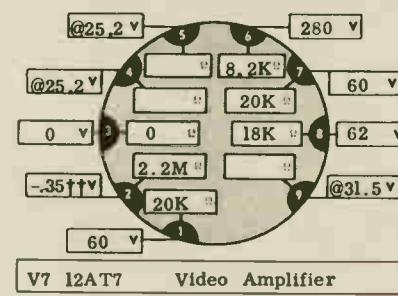 @25.2 V
280 V
5
6
@25.2 V
4
Ω
8.2K Ω
7
60 V
Ω
20K Ω
0 V
3
0 Ω
18K Ω
8
62 V
2.2M Ω
Ω
-.35††V
2
20K Ω
9
@31.5 V
60 V
1
V7 12AT7 Video Amplifier